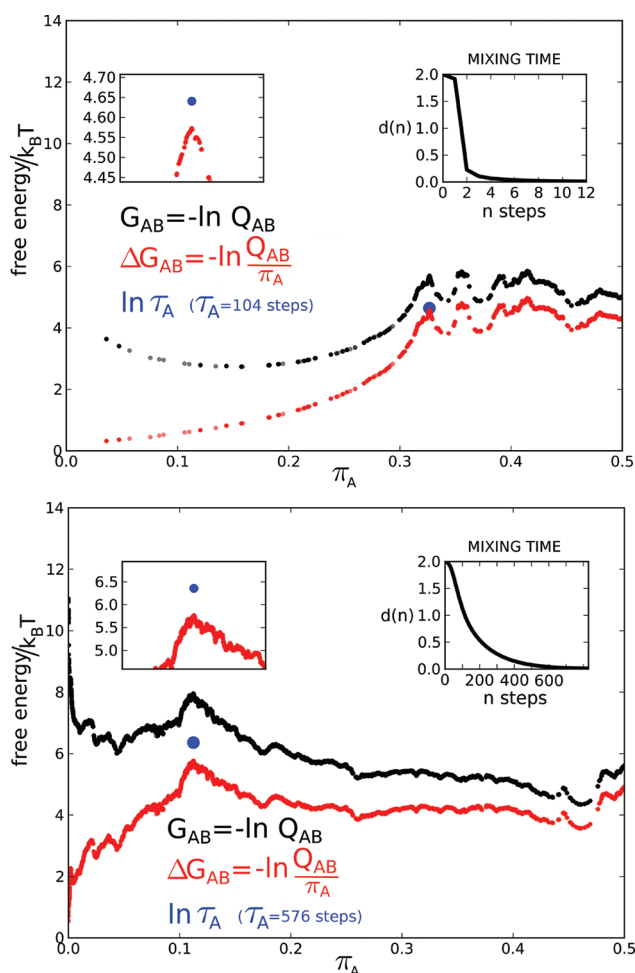 14
12
10
8
6
4
2
0
free energy/k_BT
4.70
4.65
4.60
4.55
4.50
4.45
MIXING TIME
2.0
1.5
1.0
0.5
0.0
d(n)
0 2 4 6 8 10 12
n steps
G_AB=-ln Q_AB
ΔG_AB=-ln Q_AB/π_A
ln τ_A (τ_A=104 steps)
0.0 0.1 0.2 0.3 0.4 0.5
π_A
14
12
10
8
6
4
2
0
free energy/k_BT
6.5
6.0
5.5
5.0
MIXING TIME
2.0
1.5
1.0
0.5
0.0
d(n)
0 200 400 600
n steps
G_AB=-ln Q_AB
ΔG_AB=-ln Q_AB/π_A
ln τ_A (τ_A=576 steps)
0.0 0.1 0.2 0.3 0.4 0.5
π_A